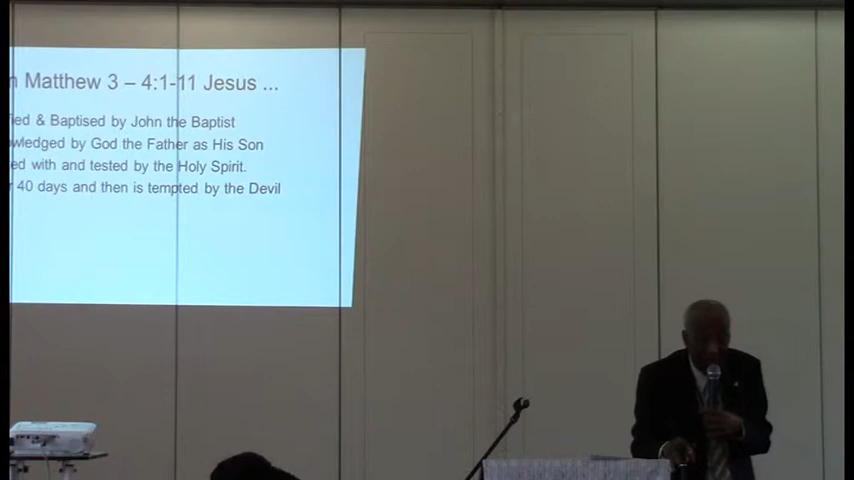 Matthew 3 – 4:1-11 Jesus ...
& Baptised by John the Baptist
by God the Father as His Son
with and tested by the Holy Spirit.
40 days and then is tempted by the Devil